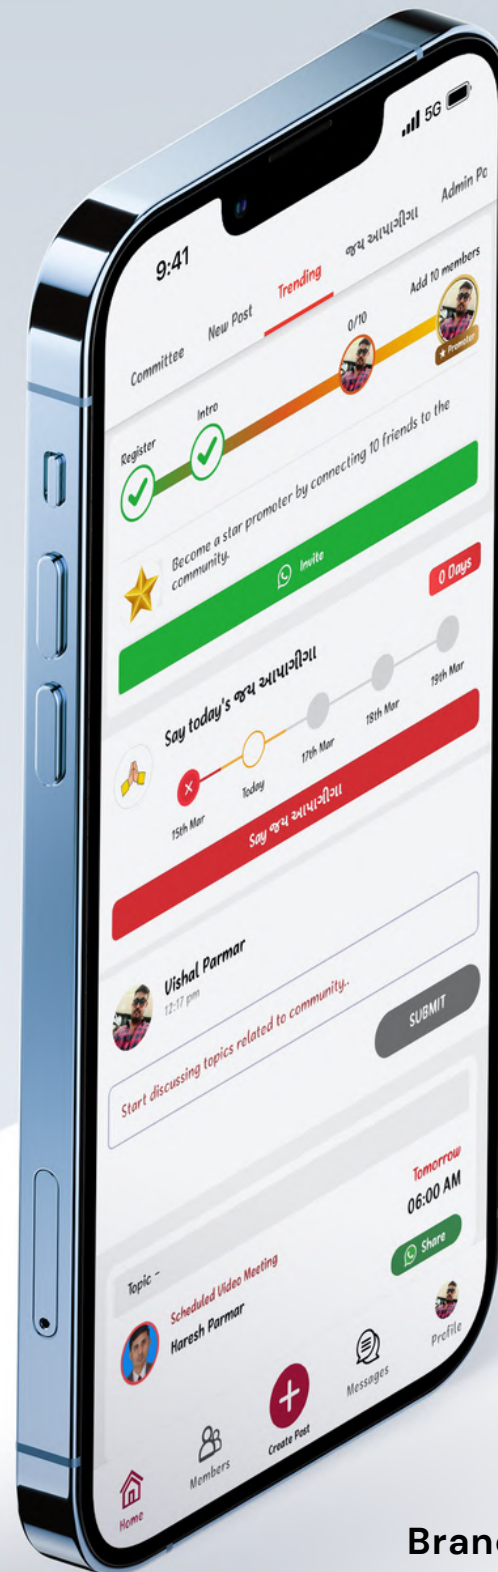 9:41
5G
Committee
New Post
Trending
જય આપાગીગા
Admin Po
Register
Intro
0/10
Add 10 members
Promoter
Become a star promoter by connecting 10 friends to the
community.
Invite
0 Days
Say today's જય આપાગીગા
15th Mar
Today
17th Mar
18th Mar
19th Mar
Say જય આપાગીગા
Vishal Parmar
12:17 pm
Start discussing topics related to community..
SUBMIT
Topic -
Scheduled Video Meeting
Haresh Parmar
Tomorrow
06:00 AM
Share
Home
Members
Create Post
Messages
Profile
Branc